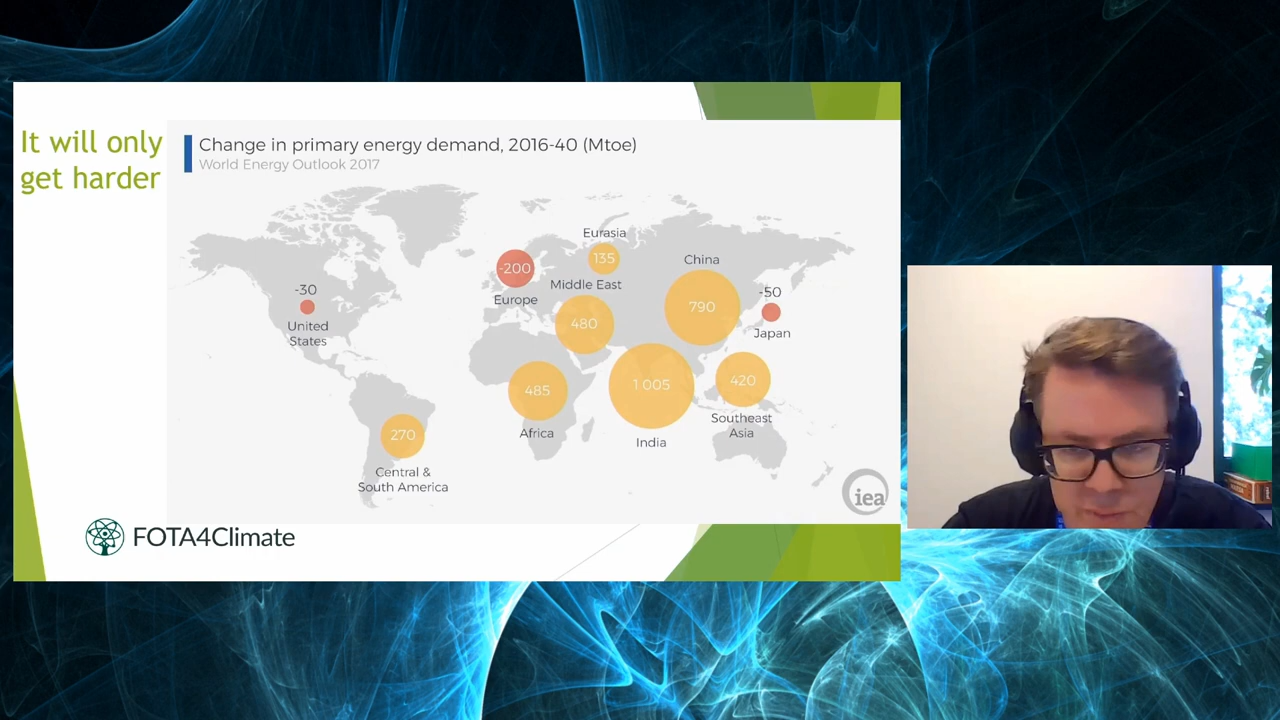 It will only
get harder
Change in primary energy demand, 2016-40 (Mtoe)
World Energy Outlook 2017
Eurasia
135
China
790
-200
Europe
Middle East
480
-30
United
States
-50
Japan
485
Africa
1 005
India
420
Southeast
Asia
270
Central &
South America
iea
FOTA4Climate